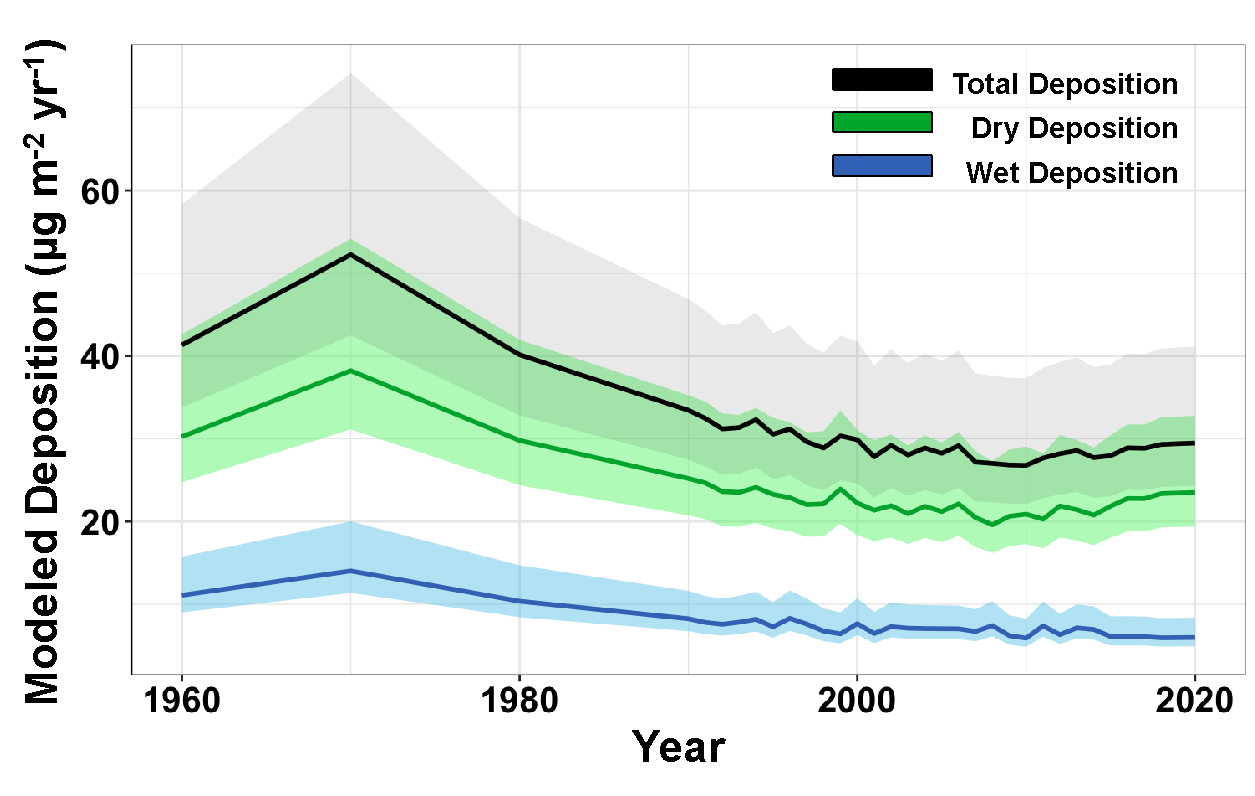 Modeled Deposition (µg m-2 yr-1)
Total Deposition
Dry Deposition
Wet Deposition
60
40
20
1960 1980 2000 2020
Year